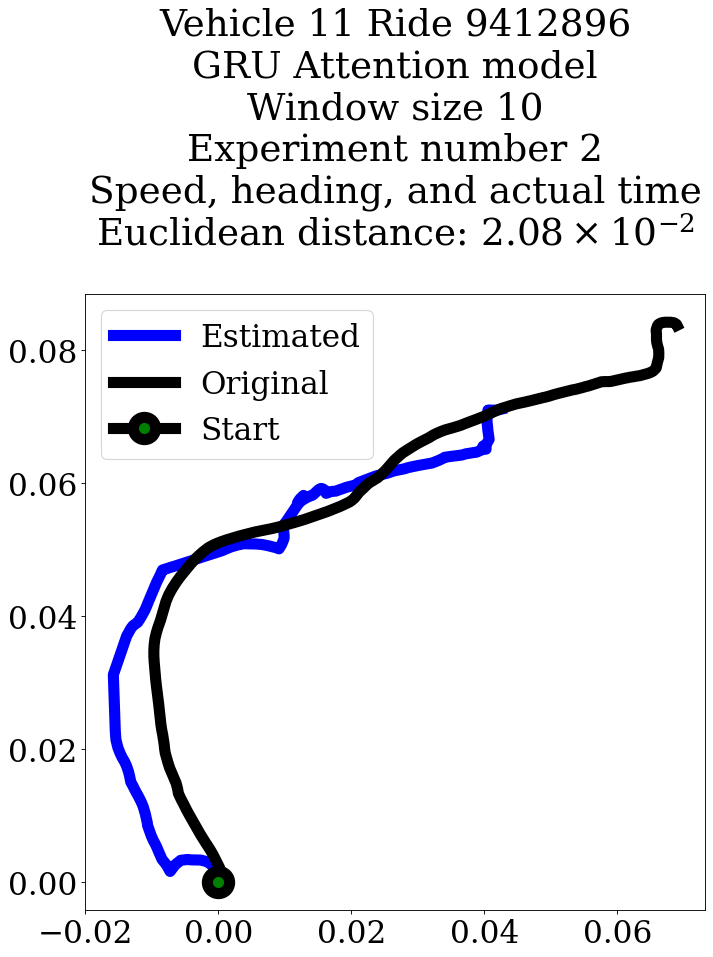 Vehicle 11 Ride 9412896
GRU Attention model
Window size 10
Experiment number 2
Speed, heading, and actual time
Euclidean distance: 2.08 × 10⁻²
Estimated
Original
Start
0.08
0.06
0.04
0.02
0.00
−0.02 0.00 0.02 0.04 0.06